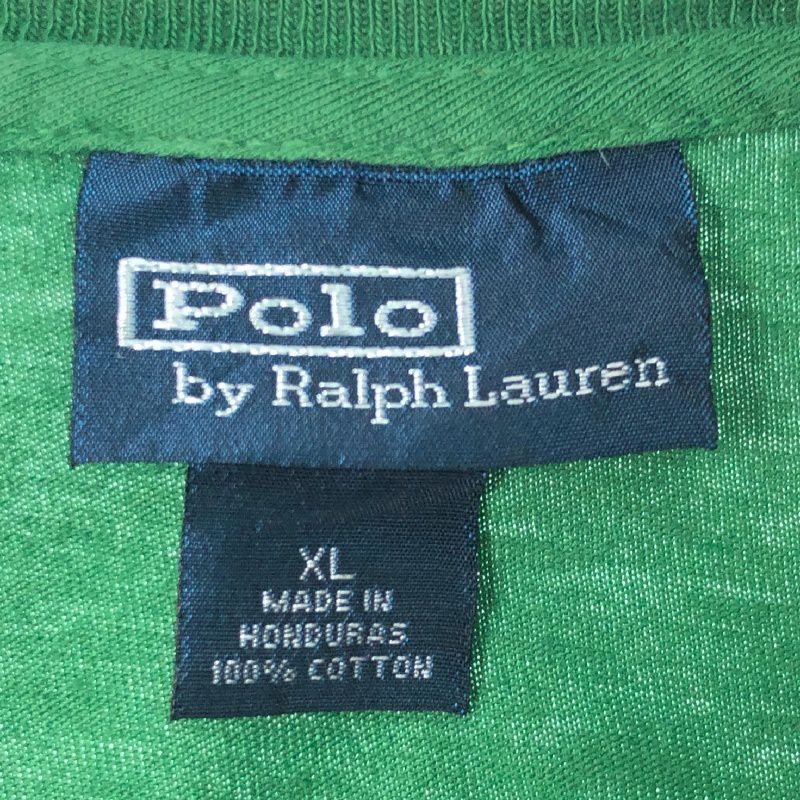 Polo
by Ralph Lauren
XL
MADE IN
HONDURAS
100% COTTON